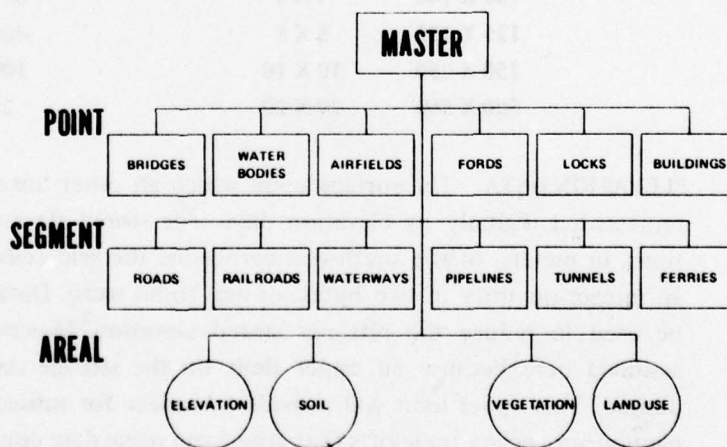 MASTER
POINT
BRIDGES
WATER
BODIES
AIRFIELDS
FORDS
LOCKS
BUILDINGS
SEGMENT
ROADS
RAILROADS
WATERWAYS
PIPELINE
TUNNELS
FERRIES
AREAL
ELEVATION
SOIL
VEGETATION
LAND USE